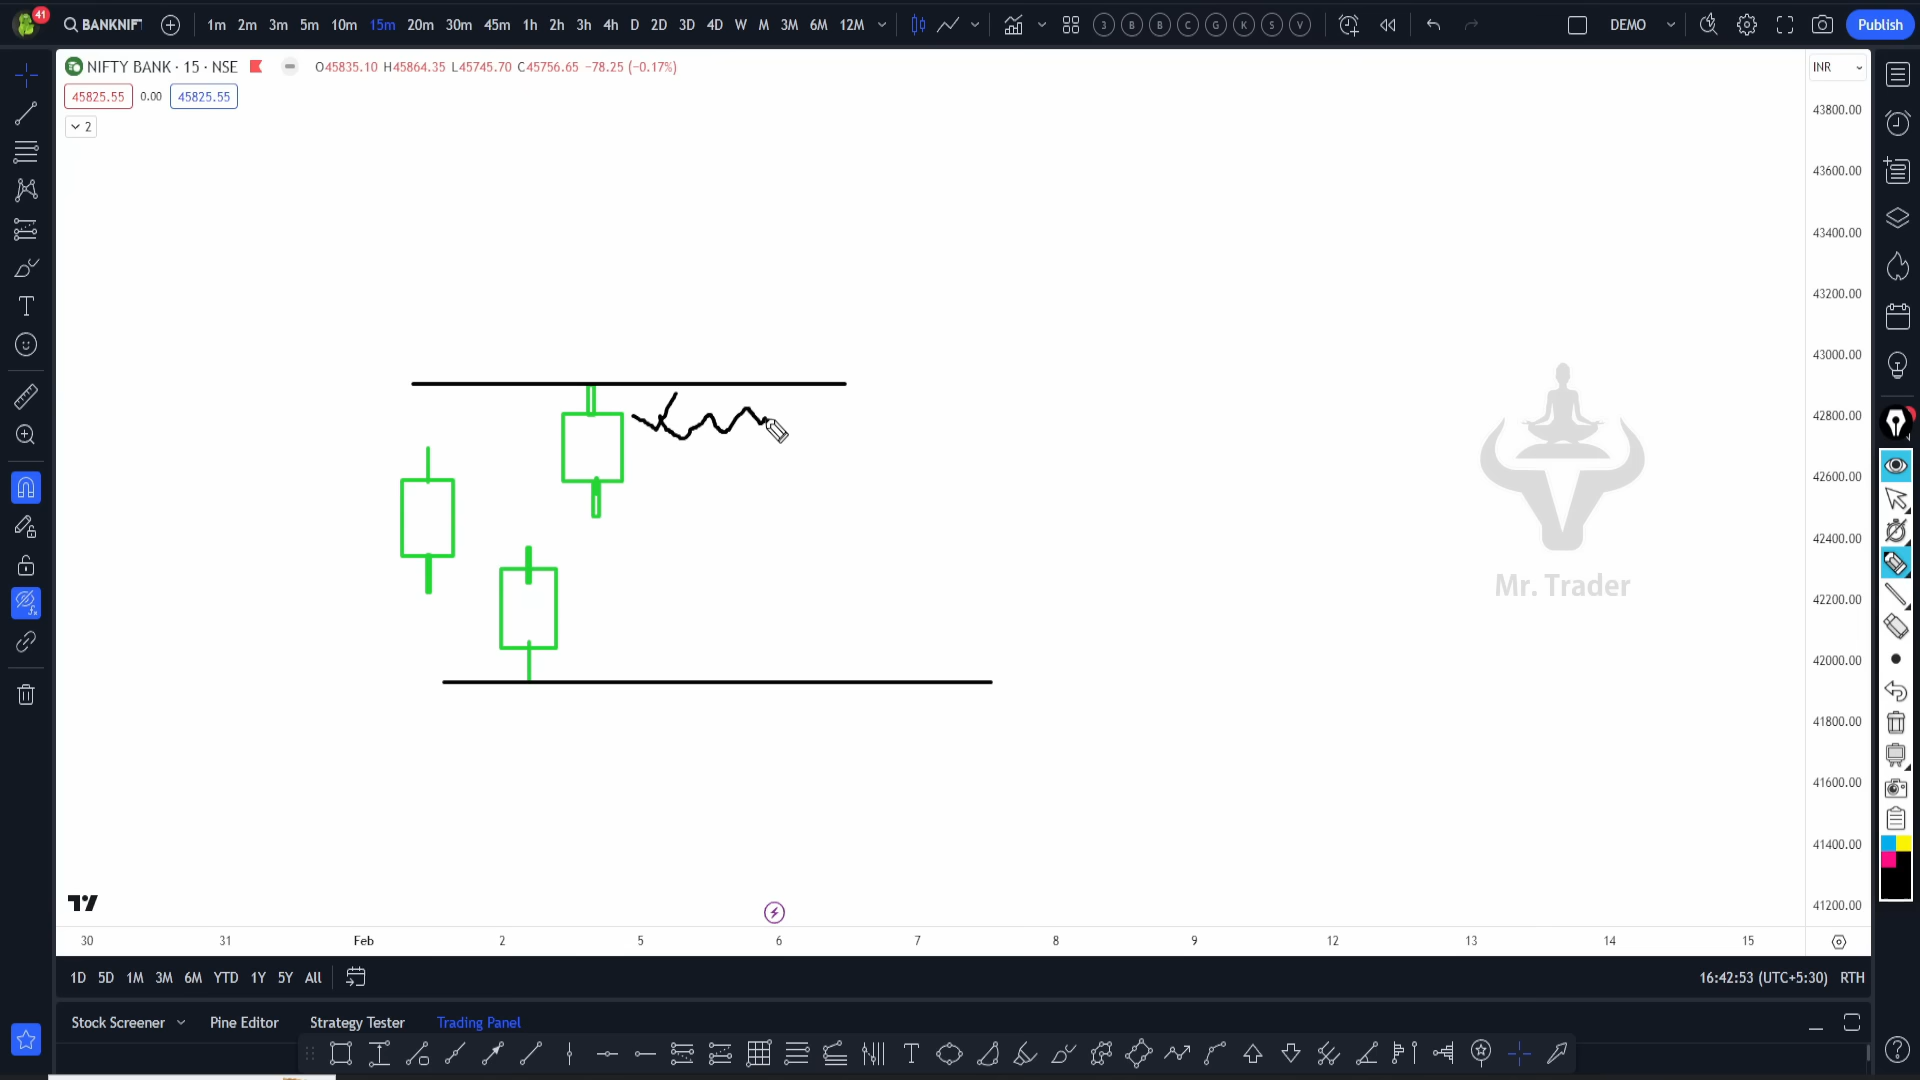 41
BANKNIF
1m 2m 3m 5m 10m 15m 20m 30m 45m 1h 2h 3h 4h D 2D 3D 4D W M 3M 6M 12M
3 B B C G K S V
DEMO
Publish
NIFTY BANK · 15 · NSE
O45835.10 H45864.35 L45745.70 C45756.65 −78.25 (−0.17%)
INR
45825.55 0.00 45825.55
2
43800.00
43600.00
43400.00
43200.00
43000.00
42800.00
42600.00
42400.00
42200.00
42000.00
41800.00
41600.00
41400.00
41200.00
Mr. Trader
30 31 Feb 2 5 6 7 8 9 12 13 14 15
1D 5D 1M 3M 6M YTD 1Y 5Y All
16:42:53 (UTC+5:30) RTH
Stock Screener Pine Editor Strategy Tester Trading Panel